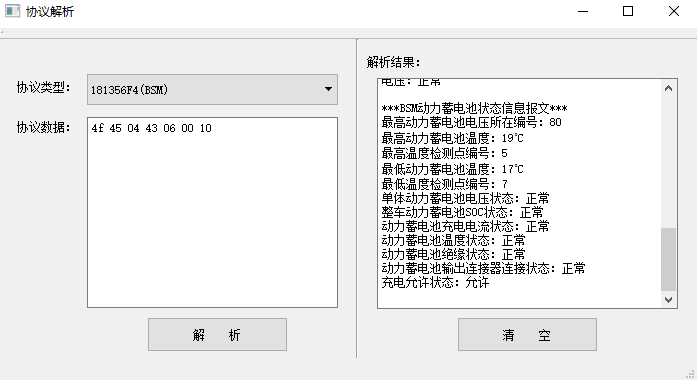 协议解析
协议类型：
181356F4(BSM)
协议数据：
4f 45 04 43 06 00 10
解　析
解析结果：
电压：正常
***BSM动力蓄电池状态信息报文***
最高动力蓄电池电压所在编号：80
最高动力蓄电池温度：19℃
最高温度检测点编号：5
最低动力蓄电池温度：17℃
最低温度检测点编号：7
单体动力蓄电池电压状态：正常
整车动力蓄电池SOC状态：正常
动力蓄电池充电电流状态：正常
动力蓄电池温度状态：正常
动力蓄电池绝缘状态：正常
动力蓄电池输出连接器连接状态：正常
充电允许状态：允许
清　空